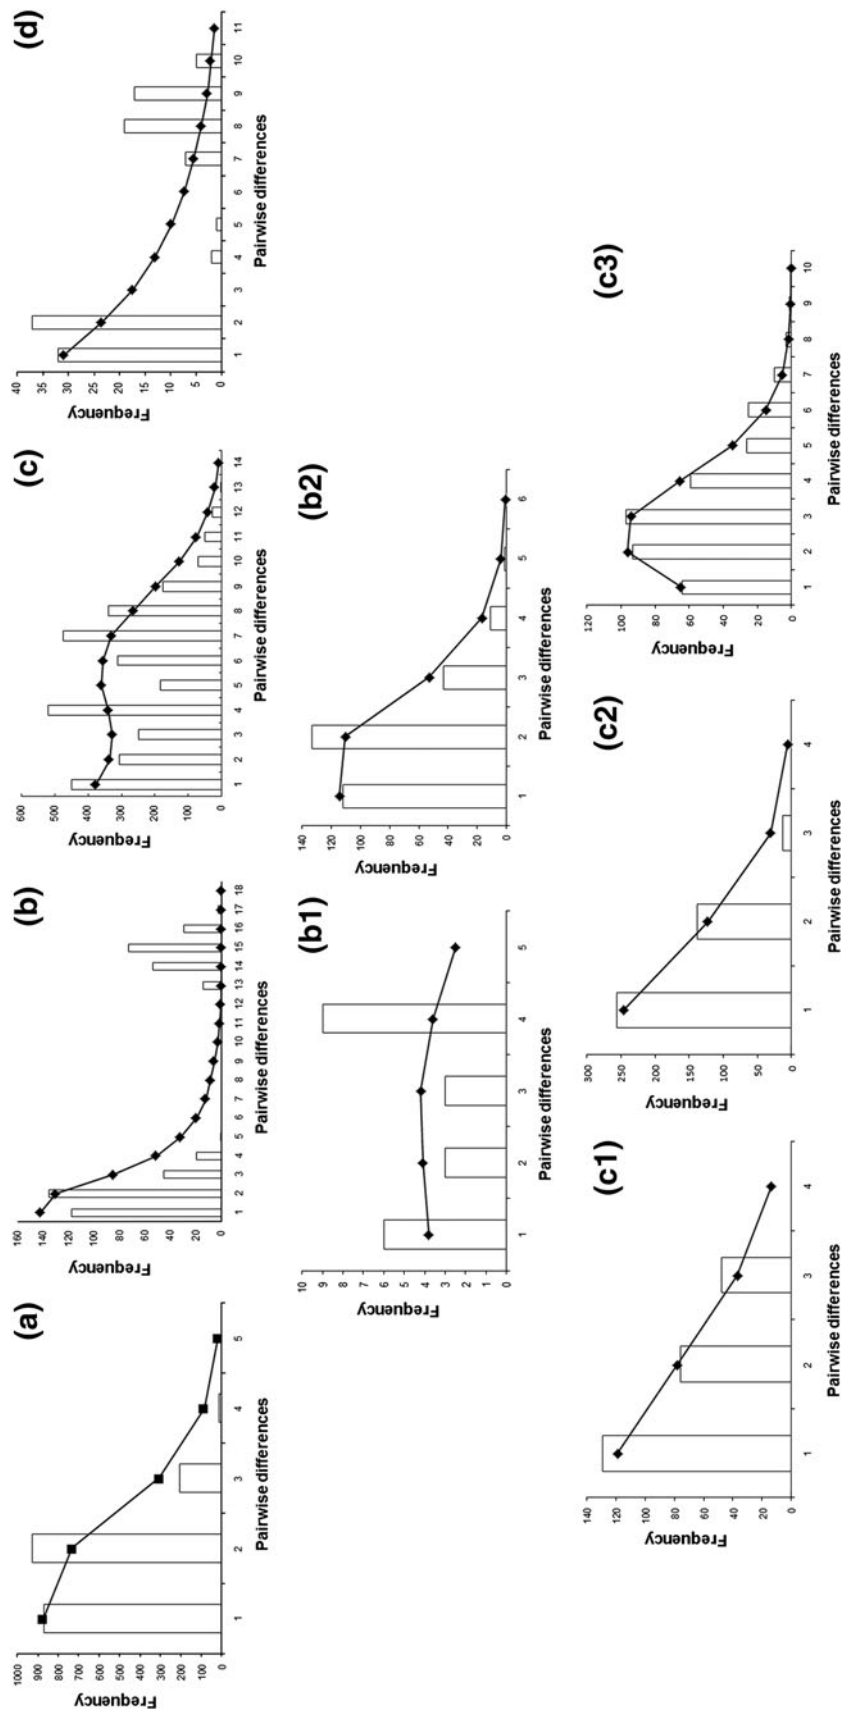 (a)
1000
900
800
700
600
500
400
300
200
100
0
Frequency
1 2 3 4 5
Pairwise differences
(b)
160
140
120
100
80
60
40
20
0
Frequency
1 2 3 4 5 6 7 8 9 10 11 12 13 14 15 16 17 18
Pairwise differences
(c)
600
500
400
300
200
100
0
Frequency
1 2 3 4 5 6 7 8 9 10 11 12 13 14
Pairwise differences
(d)
40
35
30
25
20
15
10
5
0
Frequency
1 2 3 4 5 6 7 8 9 10 11
Pairwise differences
(b1)
10
9
8
7
6
5
4
3
2
1
0
Frequency
1 2 3 4 5
Pairwise differences
(b2)
140
120
100
80
60
40
20
0
Frequency
1 2 3 4 5 6
Pairwise differences
(c1)
140
120
100
80
60
40
20
0
Frequency
1 2 3 4
Pairwise differences
(c2)
300
250
200
150
100
50
0
Frequency
1 2 3 4
Pairwise differences
(c3)
120
100
80
60
40
20
0
Frequency
1 2 3 4 5 6 7 8 9 10
Pairwise differences